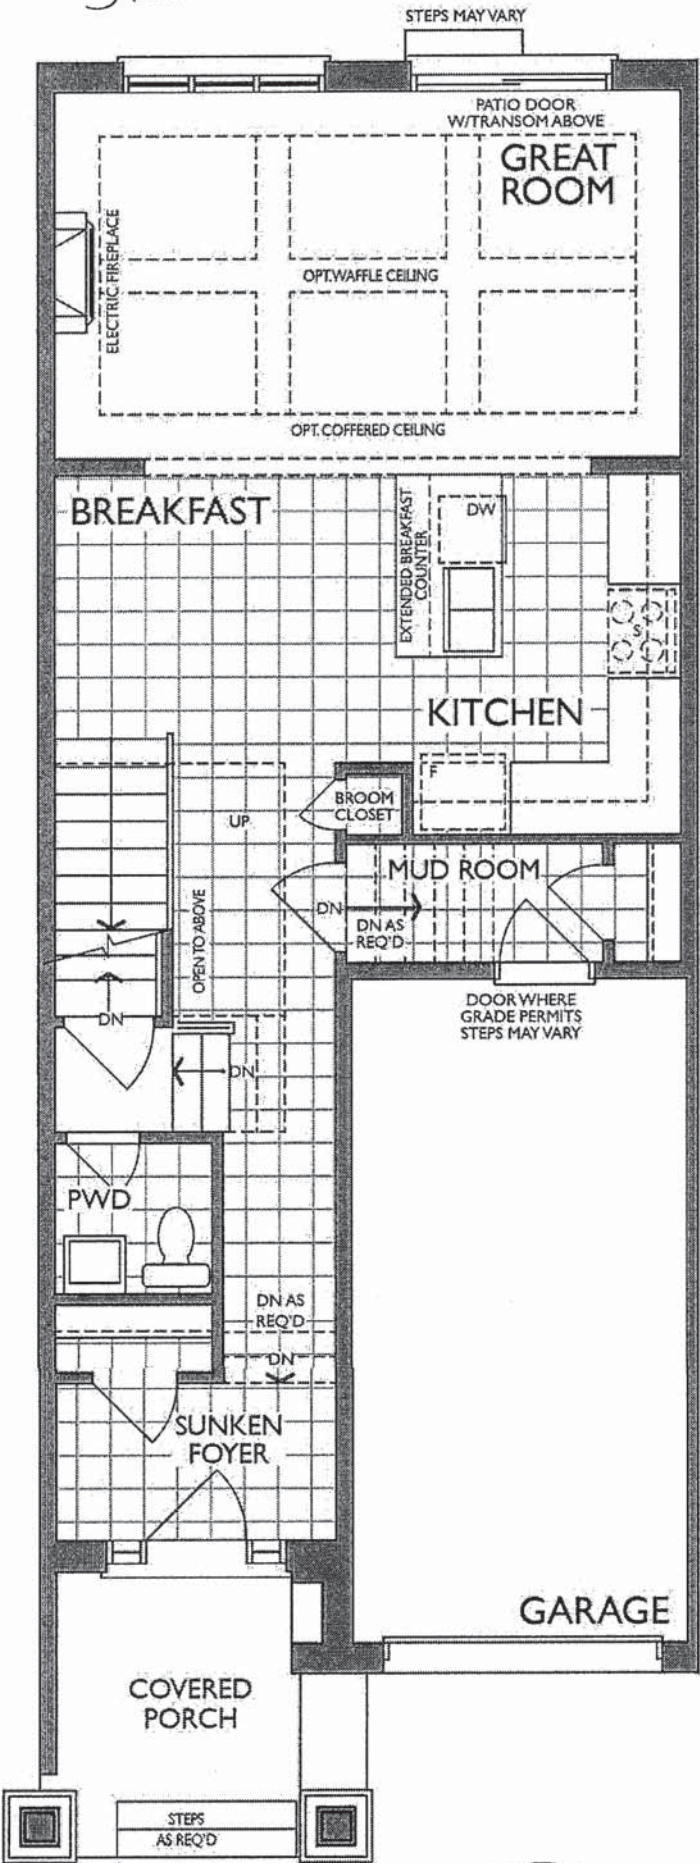 STEPS MAY VARY
PATIO DOOR
W/TRANSOM ABOVE
GREAT
ROOM
ELECTRIC FIREPLACE
OPT.WAFFLE CEILING
OPT. COFFERED CEILING
BREAKFAST
EXTENDED BREAKFAST
COUNTER
DW
S
KITCHEN
F
BROOM
CLOSET
UP
MUD ROOM
DN
DN AS
REQ'D
OPEN TO ABOVE
DOOR WHERE
GRADE PERMITS
STEPS MAY VARY
DN
DN
PWD
DN AS
REQ'D
DN
SUNKEN
FOYER
GARAGE
COVERED
PORCH
STEPS
AS REQ'D